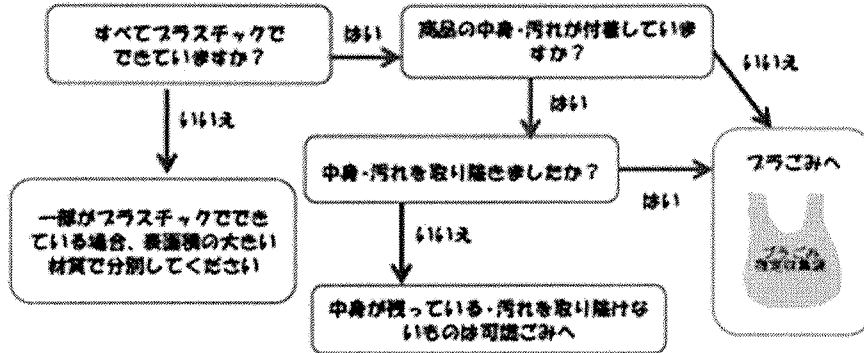 すべてプラスチックで
できていますか？
はい
商品の中身・汚れが付着していま
すか？
いいえ
いいえ
はい
中身・汚れを取り除きましたか？
はい
プラごみへ
一部がプラスチックででき
ている場合、表面積の大きい
材質で分別してください
いいえ
プラごみ
中身が残っている・汚れを取り除けな
いものは可燃ごみへ